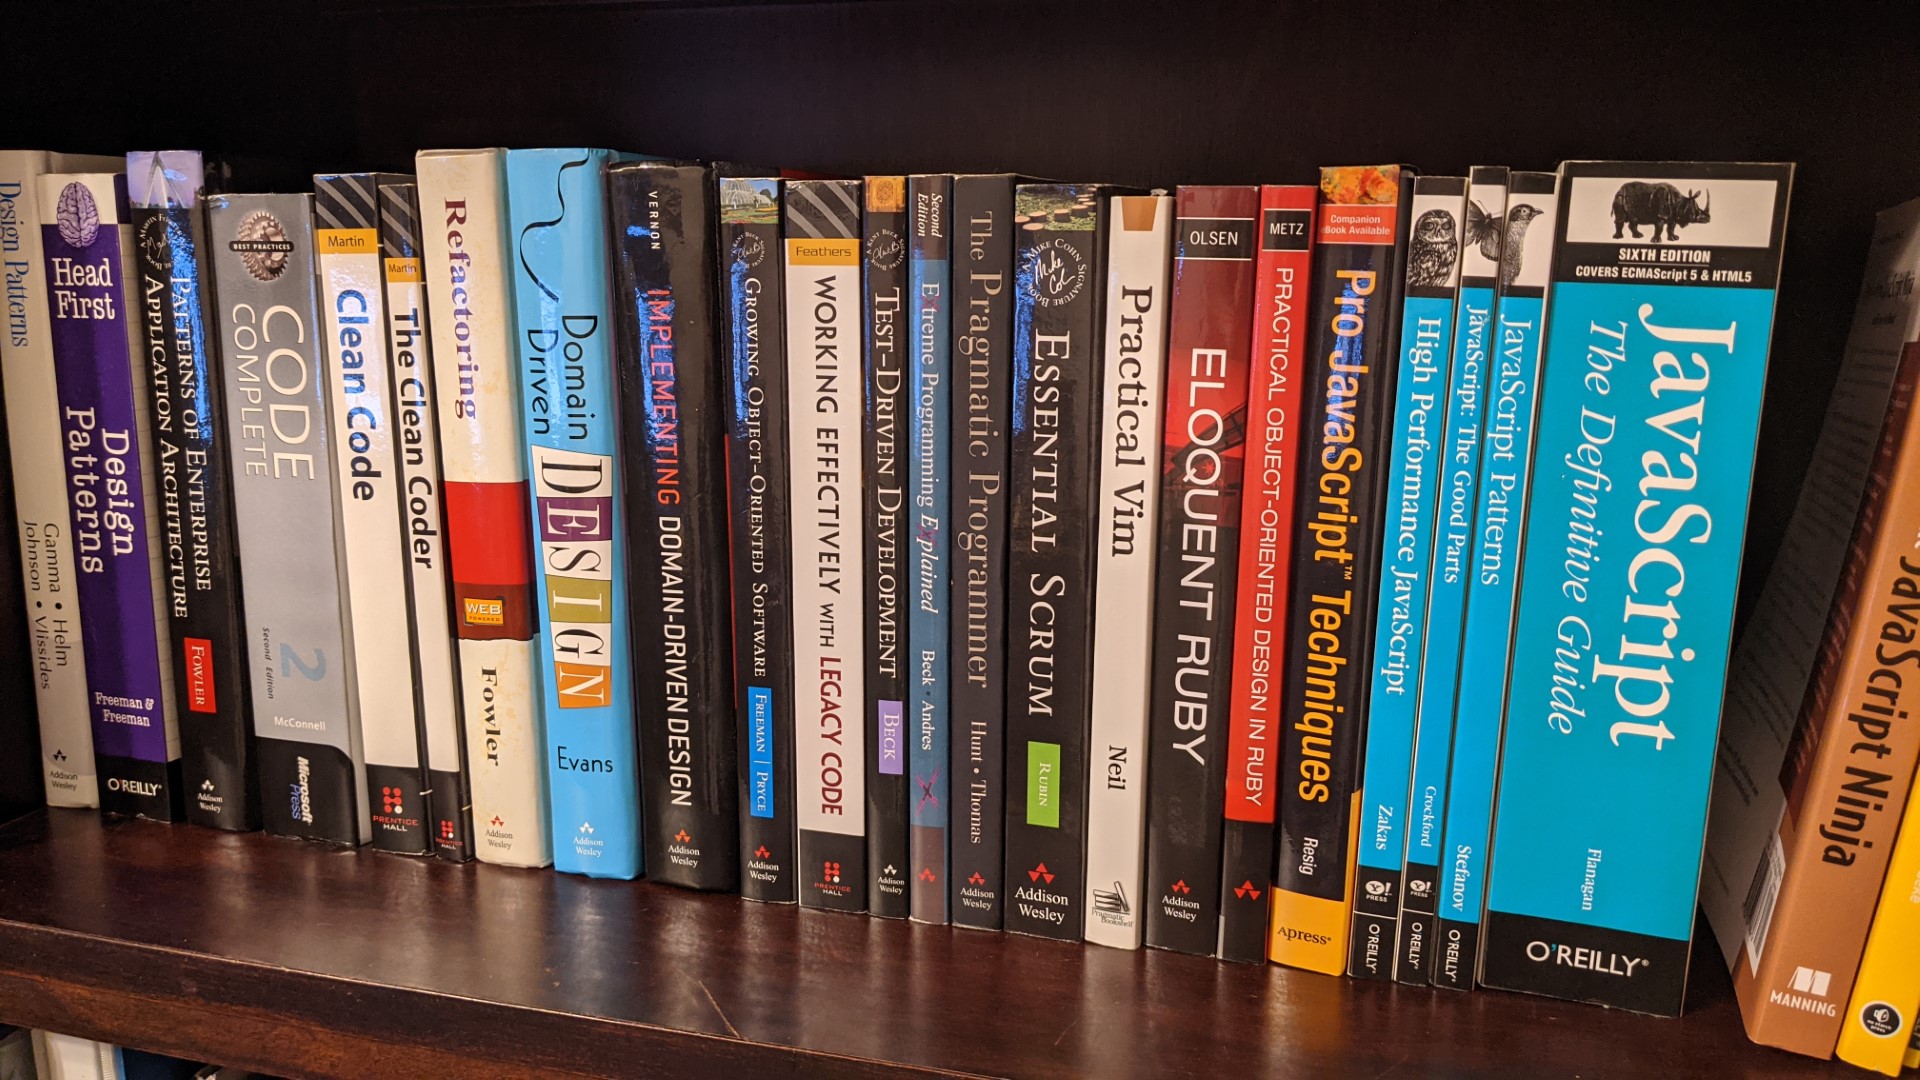 Design Patterns
Gamma • Helm
Johnson • Vlissides
Addison
Wesley
Head
First
Design
Patterns
Freeman &
Freeman
O'REILLY®
PATTERNS OF ENTERPRISE
APPLICATION ARCHITECTURE
FOWLER
Addison
Wesley
BEST PRACTICES
CODE
COMPLETE
2
Second Edition
McConnell
Microsoft
Press
Martin
Clean Code
PRENTICE
HALL
Martin
The Clean Coder
PRENTICE
HALL
Refactoring
WEB
POWERED
Fowler
Addison
Wesley
Domain
Driven
DESIGN
Evans
Addison
Wesley
VERNON
IMPLEMENTING DOMAIN-DRIVEN DESIGN
Addison
Wesley
GROWING OBJECT-ORIENTED SOFTWARE
FREEMAN | PRYCE
Addison
Wesley
Feathers
WORKING EFFECTIVELY WITH LEGACY CODE
PRENTICE
HALL
TEST-DRIVEN DEVELOPMENT
BECK
Addison
Wesley
Second
Edition
Extreme Programming Explained
Beck • Andres
The Pragmatic Programmer
Hunt • Thomas
Addison
Wesley
A MIKE COHN SIGNATURE BOOK
ESSENTIAL SCRUM
RUBIN
Addison
Wesley
Practical Vim
Neil
Pragmatic
Bookshelf
OLSEN
ELOQUENT RUBY
Addison
Wesley
METZ
PRACTICAL OBJECT-ORIENTED DESIGN IN RUBY
Companion
eBook Available
Pro JavaScript™ Techniques
Resig
Apress®
High Performance JavaScript
Zakas
Y!
PRESS
O'REILLY®
JavaScript: The Good Parts
Crockford
Y!
PRESS
O'REILLY®
JavaScript Patterns
Stefanov
O'REILLY®
SIXTH EDITION
COVERS ECMAScript 5 & HTML5
JavaScript
The Definitive Guide
Flanagan
O'REILLY®
JavaScript Ninja
MANNING
no starch
press